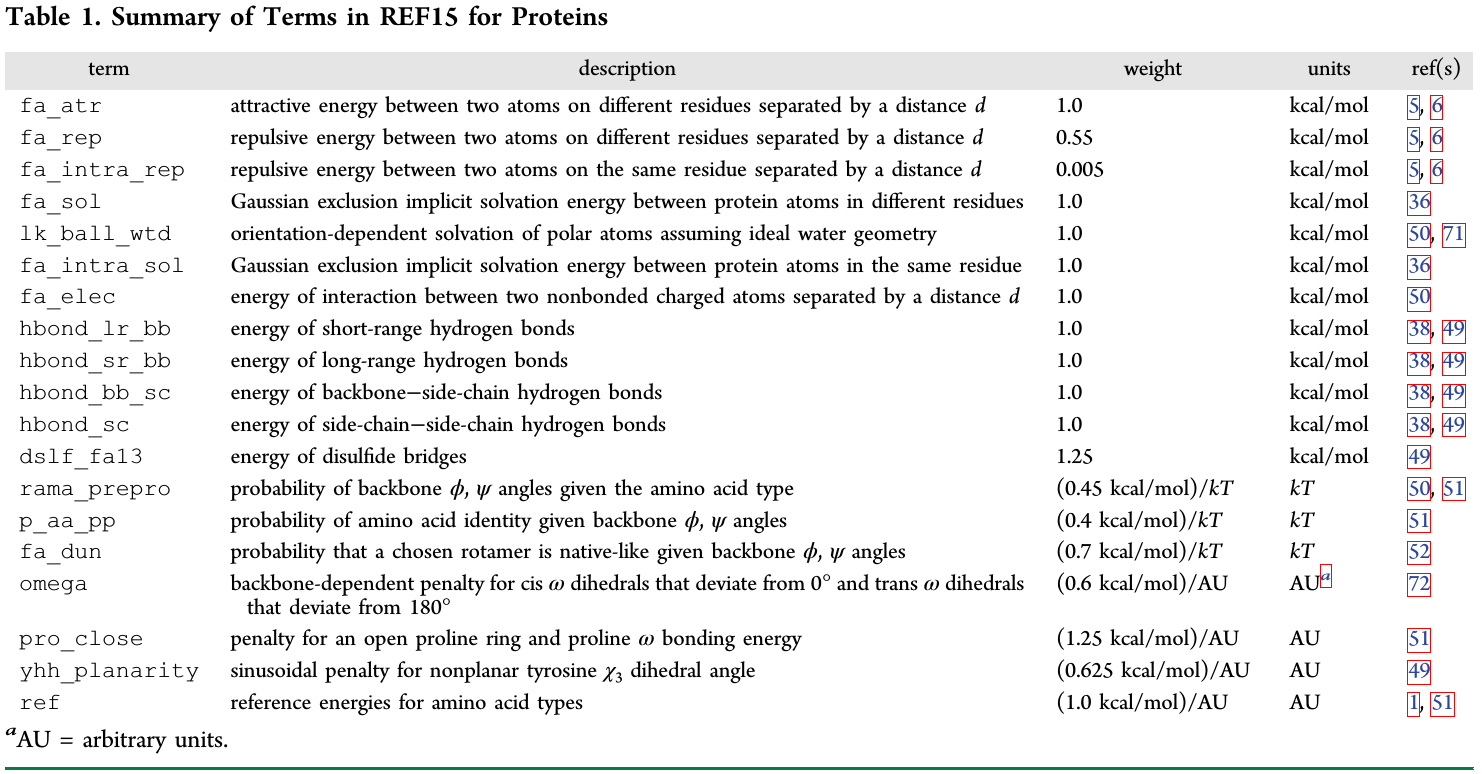 Table 1. Summary of Terms in REF15 for Proteins
term description weight units ref(s)
fa_atr attractive energy between two atoms on different residues separated by a distance d 1.0 kcal/mol 5, 6
fa_rep repulsive energy between two atoms on different residues separated by a distance d 0.55 kcal/mol 5, 6
fa_intra_rep repulsive energy between two atoms on the same residue separated by a distance d 0.005 kcal/mol 5, 6
fa_sol Gaussian exclusion implicit solvation energy between protein atoms in different residues 1.0 kcal/mol 36
lk_ball_wtd orientation-dependent solvation of polar atoms assuming ideal water geometry 1.0 kcal/mol 50, 71
fa_intra_sol Gaussian exclusion implicit solvation energy between protein atoms in the same residue 1.0 kcal/mol 36
fa_elec energy of interaction between two nonbonded charged atoms separated by a distance d 1.0 kcal/mol 50
hbond_lr_bb energy of short-range hydrogen bonds 1.0 kcal/mol 38, 49
hbond_sr_bb energy of long-range hydrogen bonds 1.0 kcal/mol 38, 49
hbond_bb_sc energy of backbone−side-chain hydrogen bonds 1.0 kcal/mol 38, 49
hbond_sc energy of side-chain−side-chain hydrogen bonds 1.0 kcal/mol 38, 49
dslf_fa13 energy of disulfide bridges 1.25 kcal/mol 49
rama_prepro probability of backbone ϕ, ψ angles given the amino acid type (0.45 kcal/mol)/kT kT 50, 51
p_aa_pp probability of amino acid identity given backbone ϕ, ψ angles (0.4 kcal/mol)/kT kT 51
fa_dun probability that a chosen rotamer is native-like given backbone ϕ, ψ angles (0.7 kcal/mol)/kT kT 52
omega backbone-dependent penalty for cis ω dihedrals that deviate from 0° and trans ω dihedrals (0.6 kcal/mol)/AU AUᵃ 72
that deviate from 180°
pro_close penalty for an open proline ring and proline ω bonding energy (1.25 kcal/mol)/AU AU 51
yhh_planarity sinusoidal penalty for nonplanar tyrosine χ₃ dihedral angle (0.625 kcal/mol)/AU AU 49
ref reference energies for amino acid types (1.0 kcal/mol)/AU AU 1, 51
ᵃAU = arbitrary units.